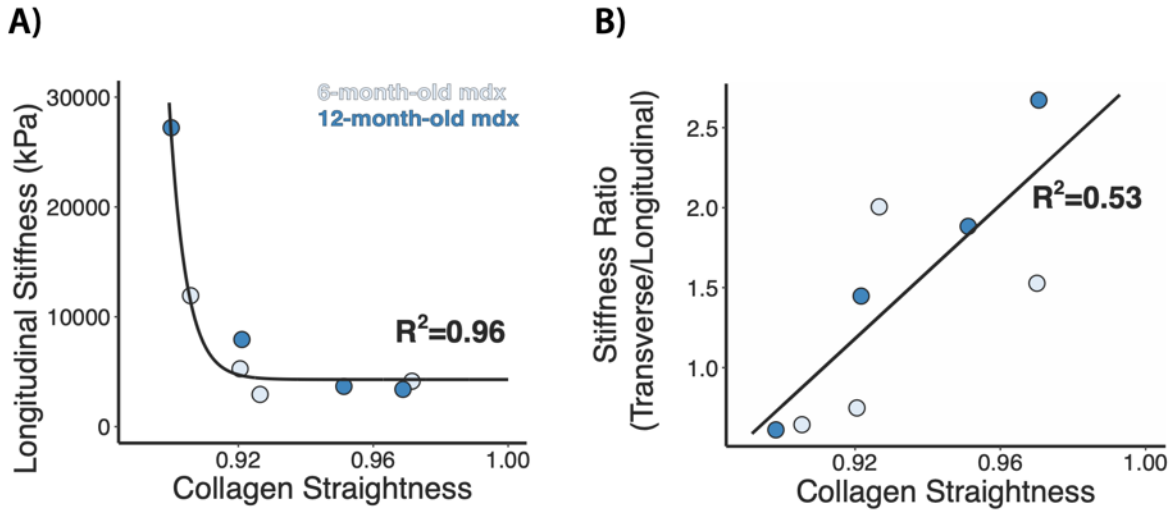 A)
Longitudinal Stiffness (kPa)
30000
20000
10000
0
6-month-old mdx
12-month-old mdx
R²=0.96
0.92
0.96
1.00
Collagen Straightness
B)
Stiffness Ratio
(Transverse/Longitudinal)
2.5
2.0
1.5
1.0
R²=0.53
0.92
0.96
1.00
Collagen Straightness